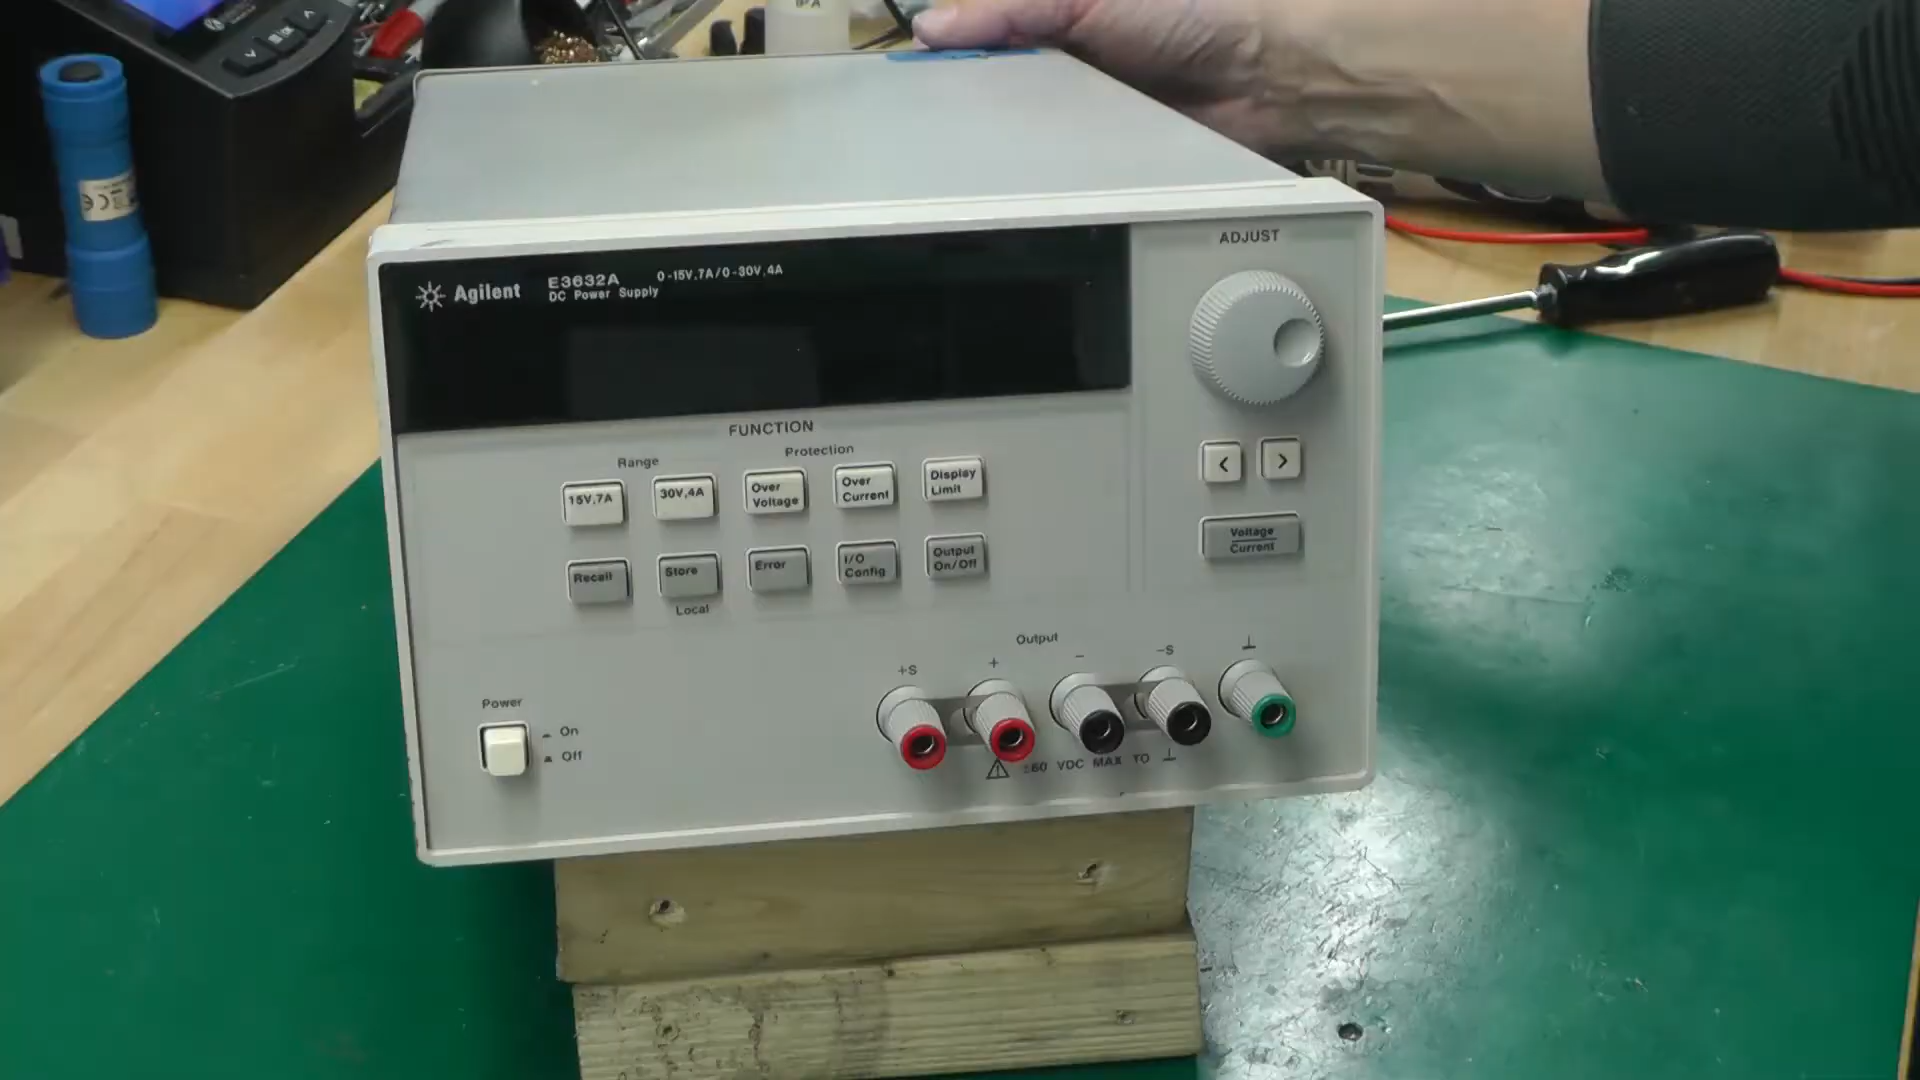 Agilent
E3632A
DC Power Supply
0-15V,7A/0-30V,4A
ADJUST
FUNCTION
Range
Protection
15V,7A
30V,4A
Over
Voltage
Over
Current
Display
Limit
<
>
Recall
Store
Error
I/O
Config
Output
On/Off
Voltage
Current
Local
Output
+S
+
-
-S
⊥
Power
On
Off
±60 VDC MAX TO ⊥
CE
OK